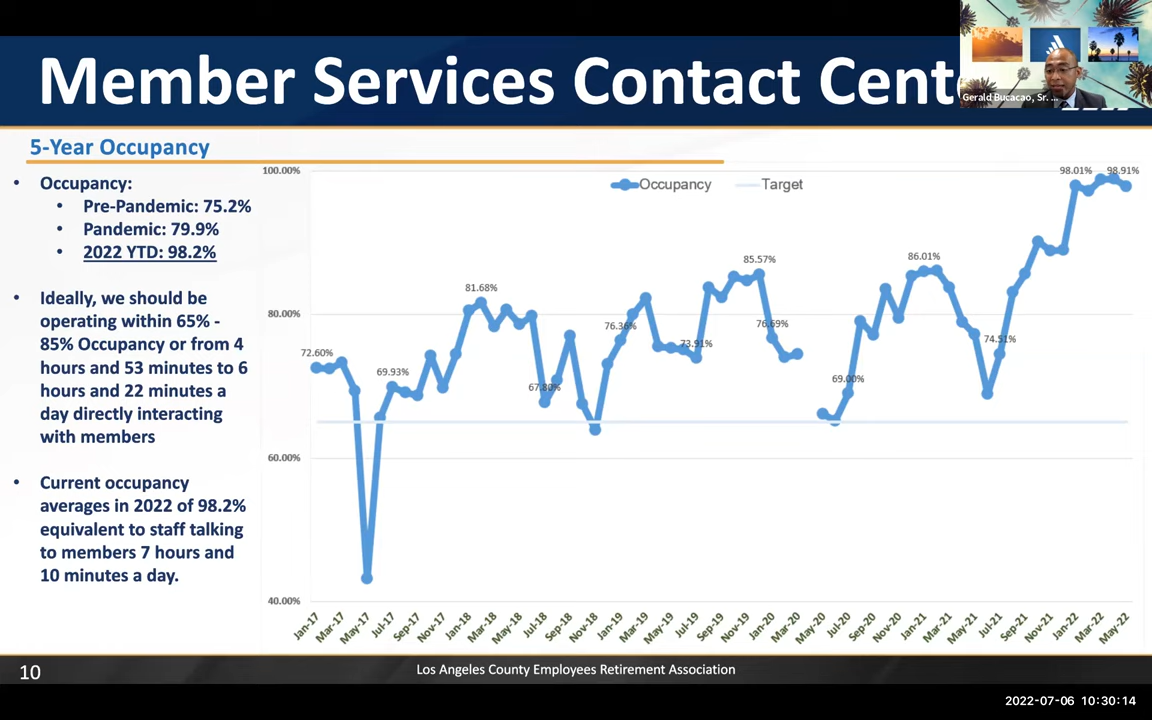 Member Services Contact Cent
Gerald Bucacao, Sr. ...
5-Year Occupancy
• Occupancy:
• Pre-Pandemic: 75.2%
• Pandemic: 79.9%
• 2022 YTD: 98.2%
• Ideally, we should be
operating within 65% -
85% Occupancy or from 4
hours and 53 minutes to 6
hours and 22 minutes a
day directly interacting
with members
• Current occupancy
averages in 2022 of 98.2%
equivalent to staff talking
to members 7 hours and
10 minutes a day.
Occupancy Target
100.00%
80.00%
60.00%
40.00%
72.60%
69.93%
81.68%
67.80%
76.36%
73.91%
85.57%
76.69%
69.00%
86.01%
74.51%
98.01%
98.91%
Jan-17 Mar-17 May-17 Jul-17 Sep-17 Nov-17 Jan-18 Mar-18 May-18 Jul-18 Sep-18 Nov-18 Jan-19 Mar-19 May-19 Jul-19 Sep-19 Nov-19 Jan-20 Mar-20 May-20 Jul-20 Sep-20 Nov-20 Jan-21 Mar-21 May-21 Jul-21 Sep-21 Nov-21 Jan-22 Mar-22 May-22
10
Los Angeles County Employees Retirement Association
2022-07-06 10:30:14